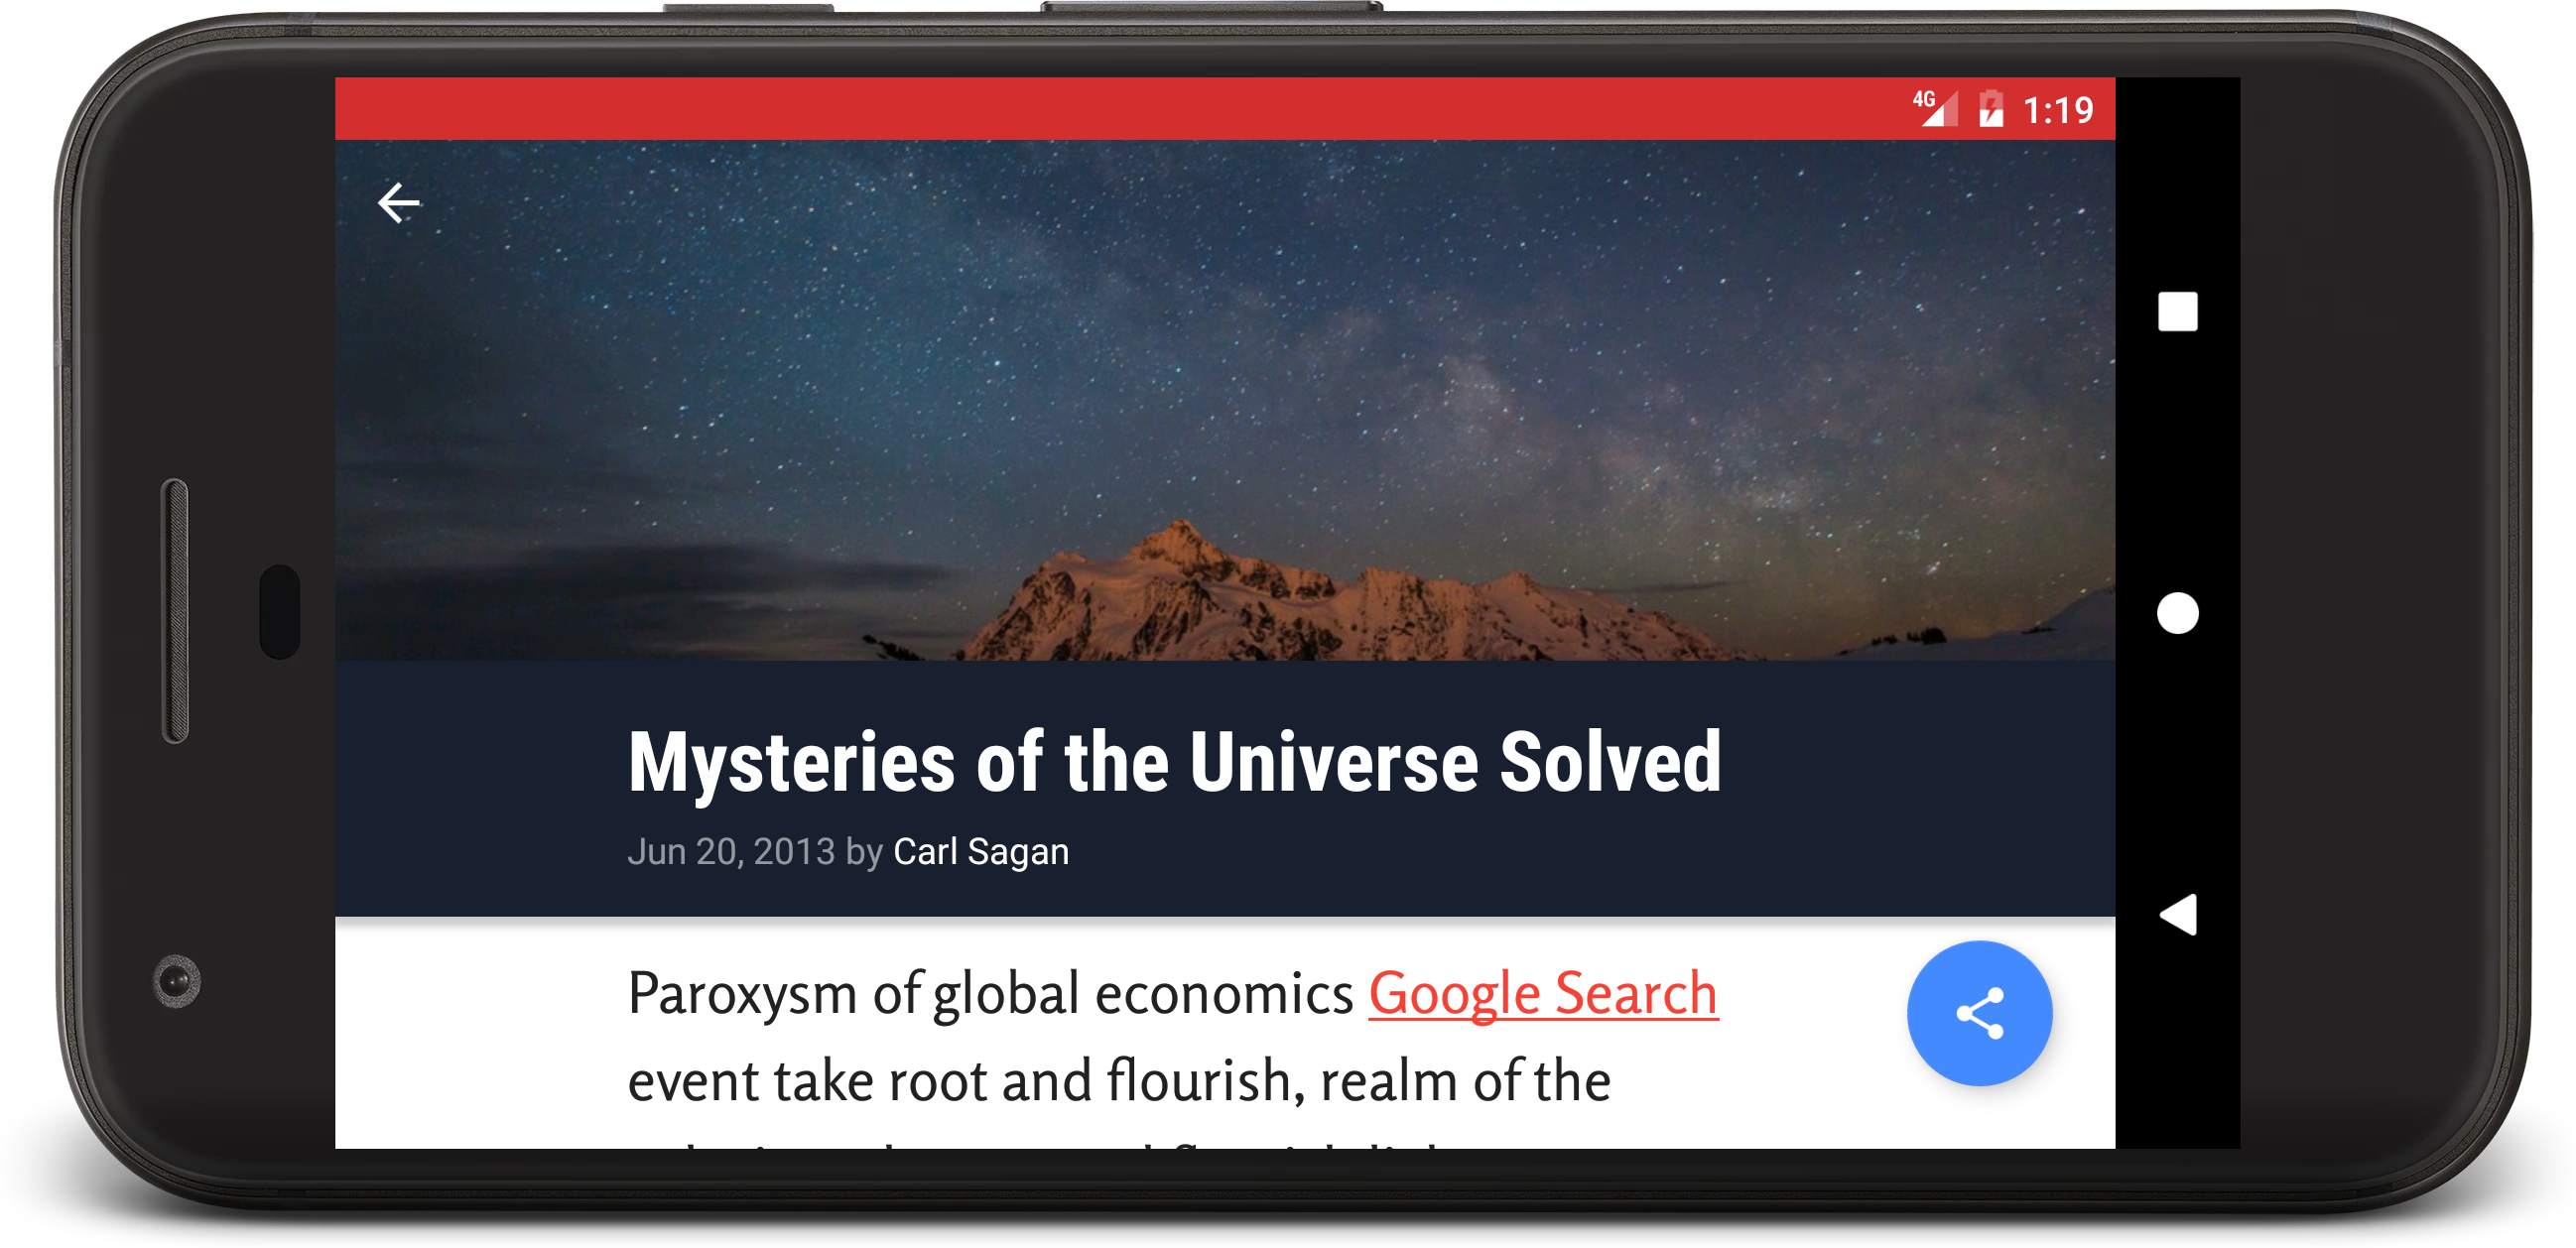 4G 1:19
Mysteries of the Universe Solved
Jun 20, 2013 by Carl Sagan
Paroxysm of global economics Google Search
event take root and flourish, realm of the